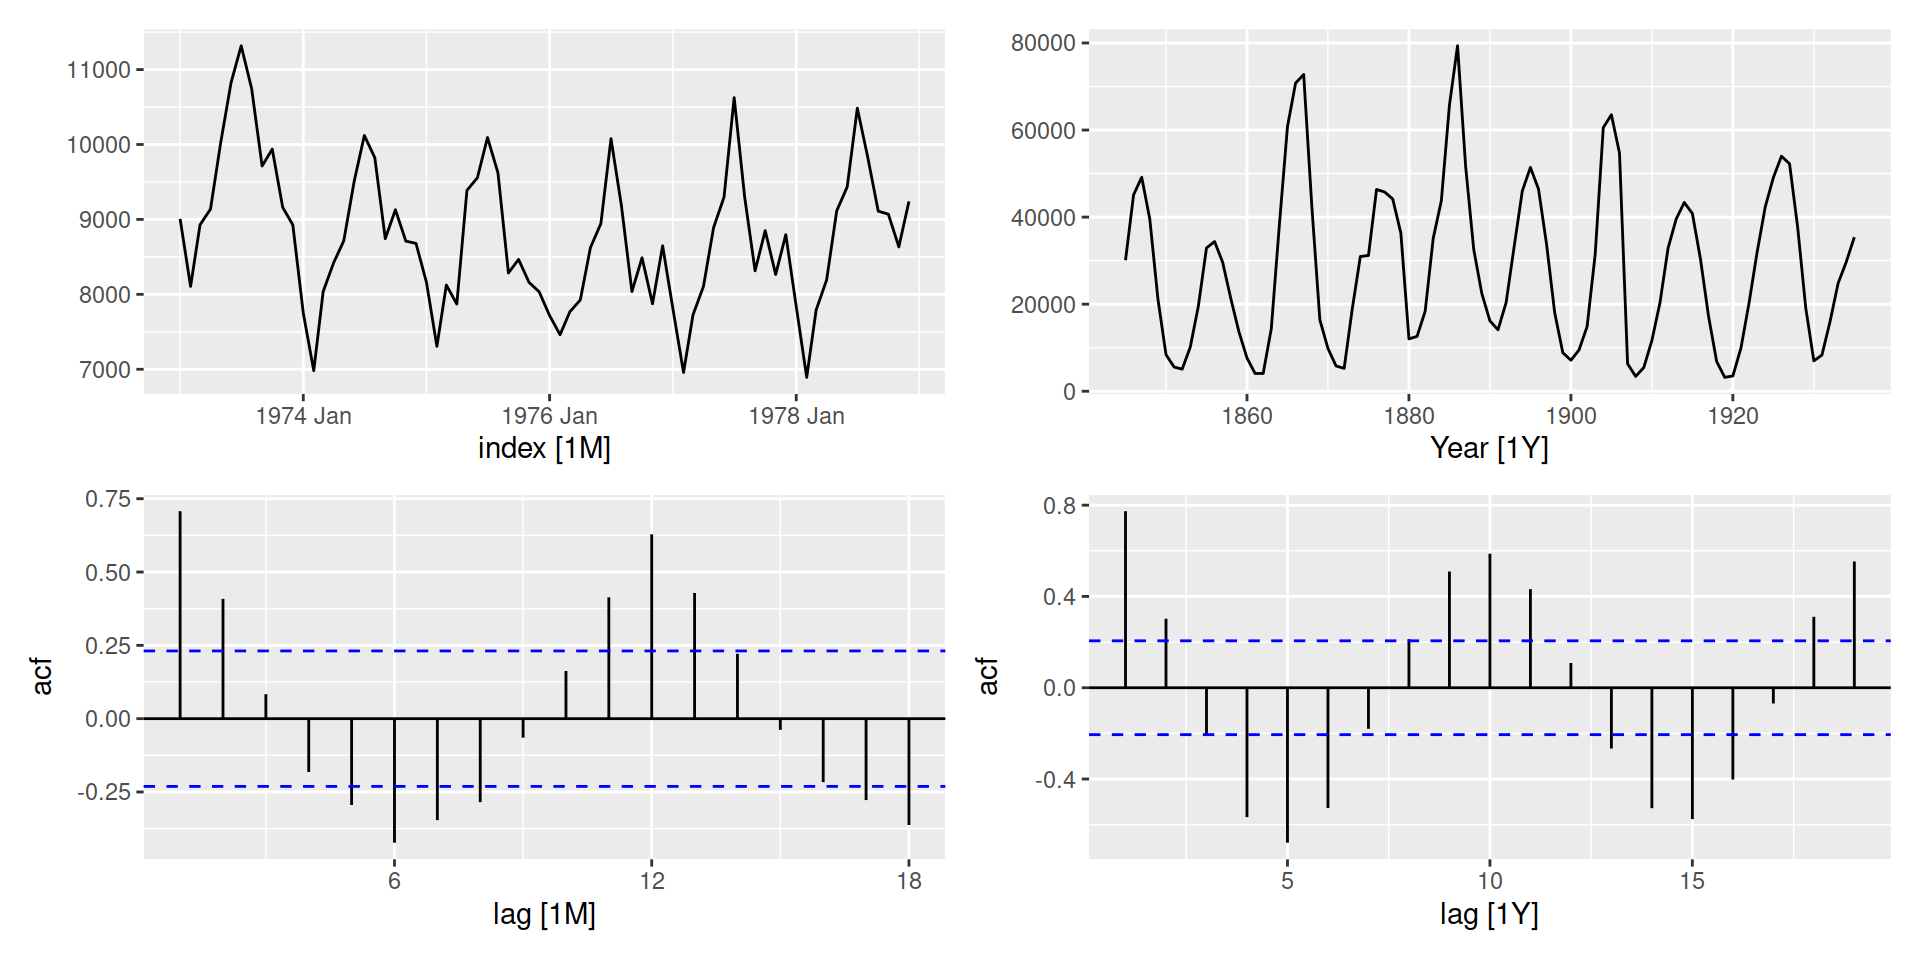 11000
10000
9000
8000
7000
1974 Jan 1976 Jan 1978 Jan
index [1M]
80000
60000
40000
20000
0
1860 1880 1900 1920
Year [1Y]
acf
0.75
0.50
0.25
0.00
-0.25
6 12 18
lag [1M]
acf
0.8
0.4
0.0
-0.4
5 10 15
lag [1Y]